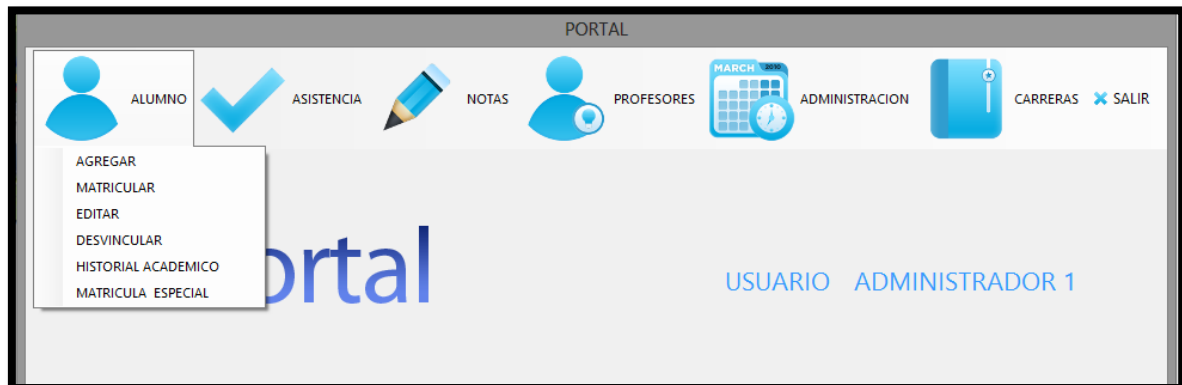 PORTAL
ALUMNO ASISTENCIA NOTAS PROFESORES MARCH 2010 ADMINISTRACION CARRERAS SALIR
AGREGAR
MATRICULAR
EDITAR
DESVINCULAR
HISTORIAL ACADEMICO
MATRICULA ESPECIAL
ortal
USUARIO ADMINISTRADOR 1